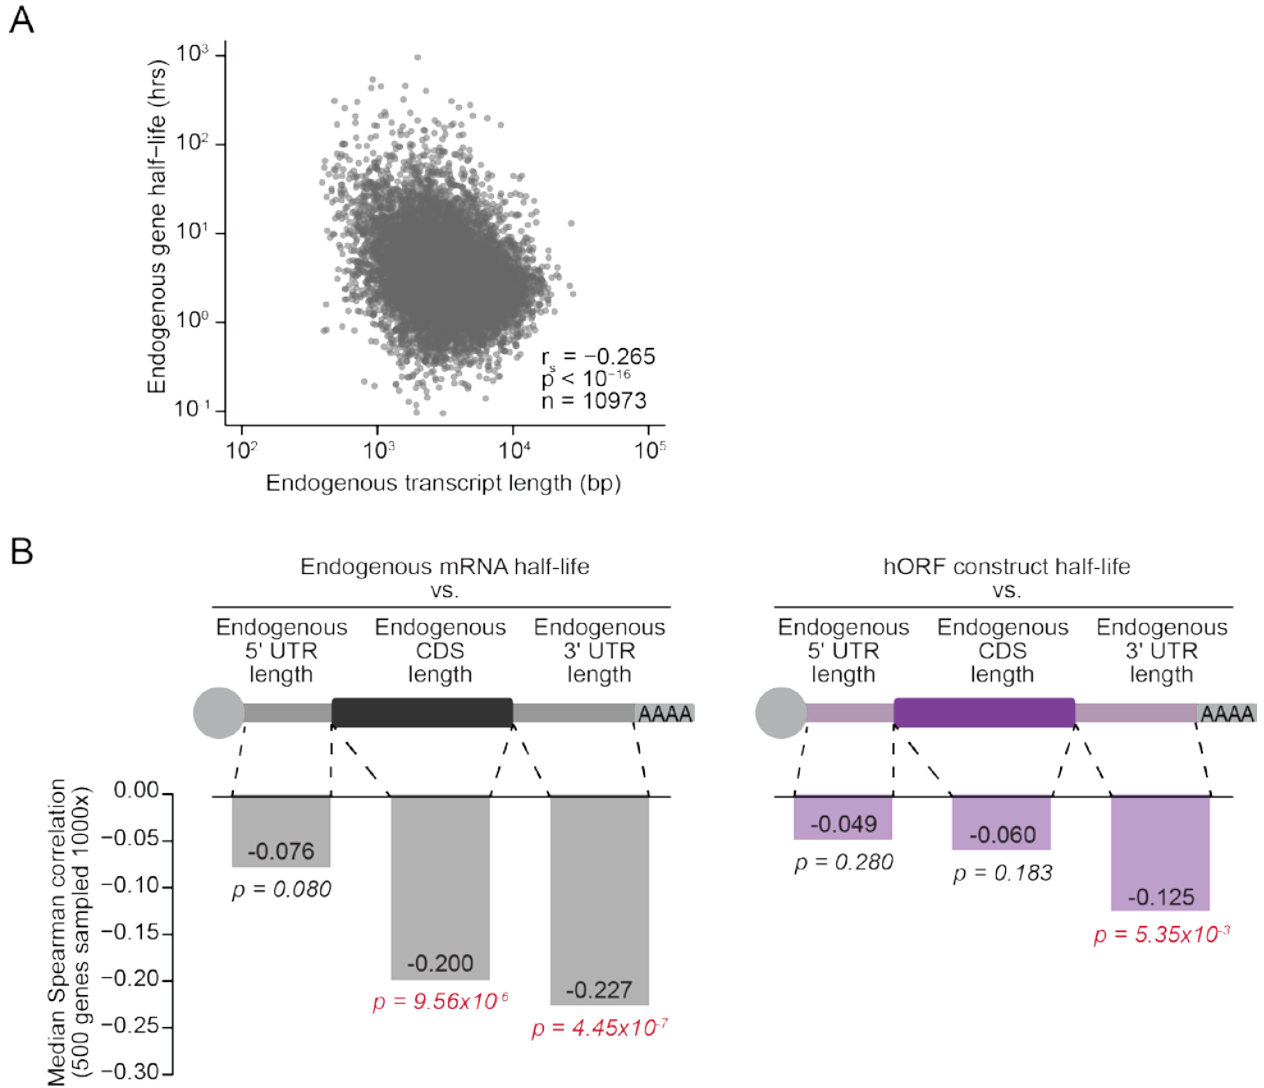 A
Endogenous gene half−life (hrs)
10³
10²
10¹
10⁰
10⁻¹
rₛ = −0.265
p < 10⁻¹⁶
n = 10973
10² 10³ 10⁴ 10⁵
Endogenous transcript length (bp)
B
Endogenous mRNA half-life
vs.
Endogenous 5' UTR length
Endogenous CDS length
Endogenous 3' UTR length
AAAA
hORF construct half-life
vs.
Endogenous 5' UTR length
Endogenous CDS length
Endogenous 3' UTR length
AAAA
Median Spearman correlation
(500 genes sampled 1000x)
0.00
−0.05
−0.10
−0.15
−0.20
−0.25
−0.30
-0.076
p = 0.080
-0.200
p = 9.56x10⁻⁶
-0.227
p = 4.45x10⁻⁷
-0.049
p = 0.280
-0.060
p = 0.183
-0.125
p = 5.35x10⁻³